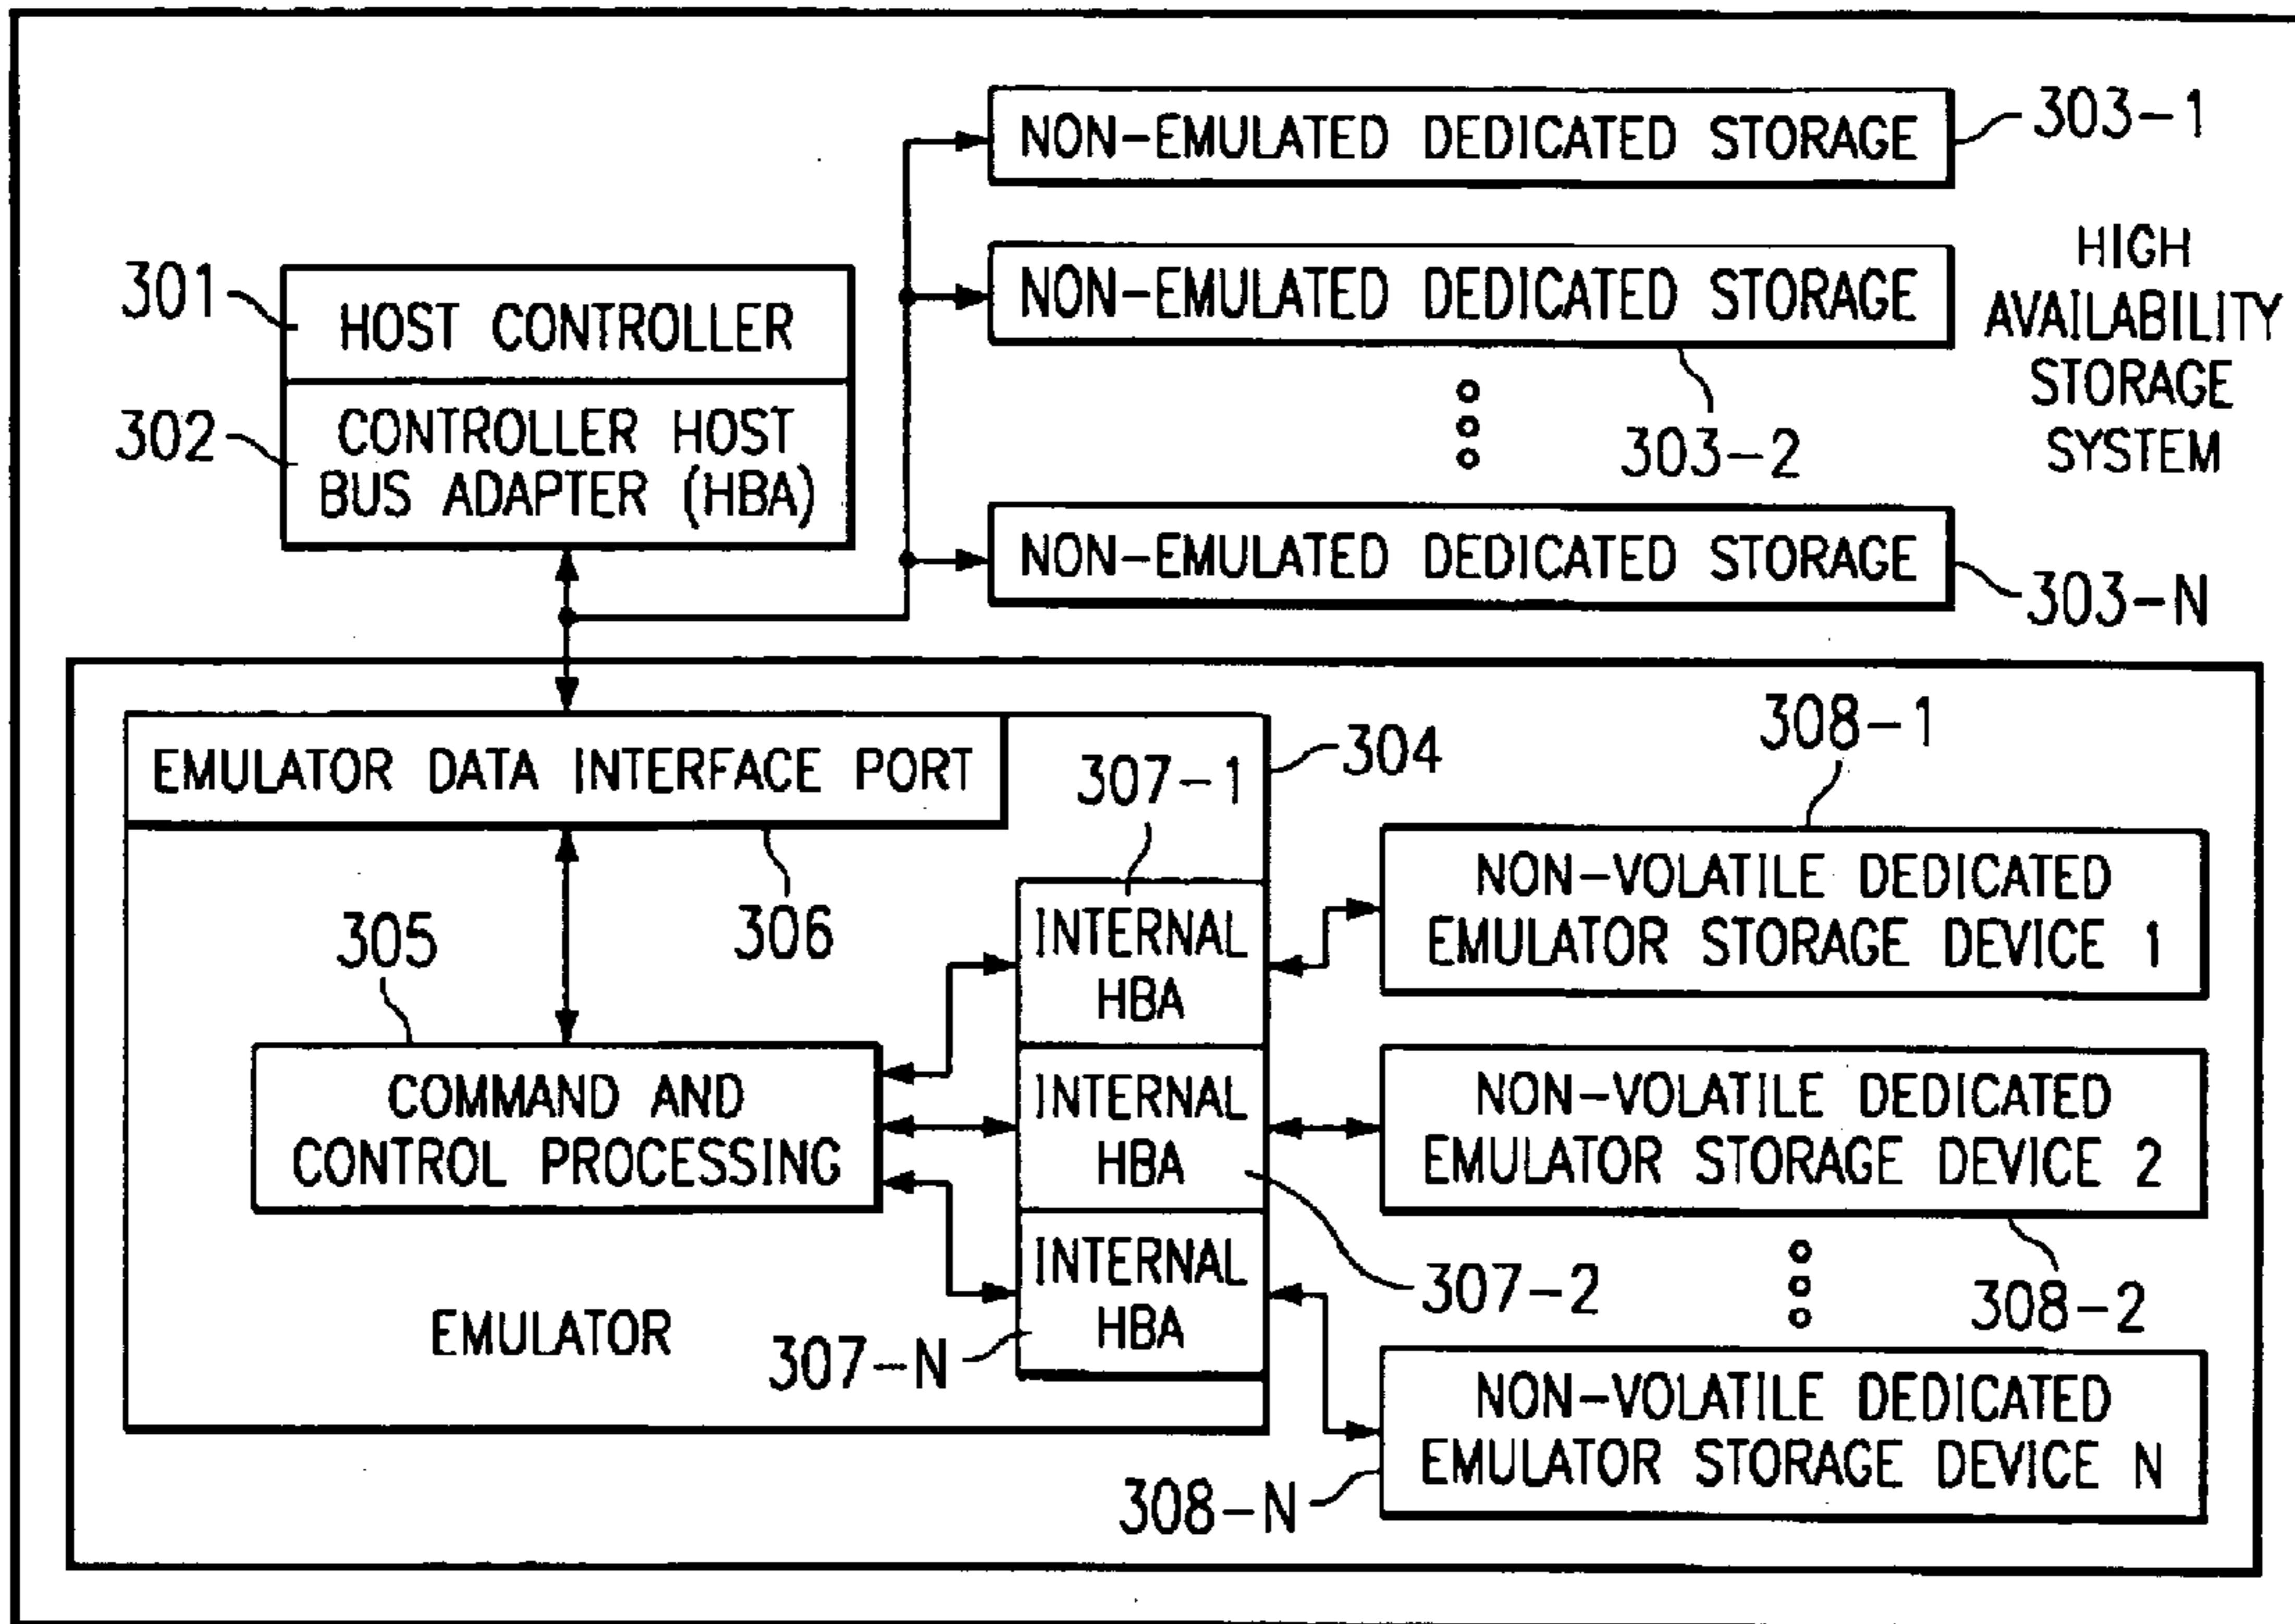 NON-EMULATED DEDICATED STORAGE
303-1
NON-EMULATED DEDICATED STORAGE
303-2
NON-EMULATED DEDICATED STORAGE
303-N
HIGH
AVAILABILITY
STORAGE
SYSTEM
301
HOST CONTROLLER
302
CONTROLLER HOST
BUS ADAPTER (HBA)
EMULATOR DATA INTERFACE PORT
306
304
305
COMMAND AND
CONTROL PROCESSING
EMULATOR
307-1
INTERNAL
HBA
INTERNAL
HBA
307-2
INTERNAL
HBA
307-N
308-1
NON-VOLATILE DEDICATED
EMULATOR STORAGE DEVICE 1
NON-VOLATILE DEDICATED
EMULATOR STORAGE DEVICE 2
308-2
NON-VOLATILE DEDICATED
EMULATOR STORAGE DEVICE N
308-N